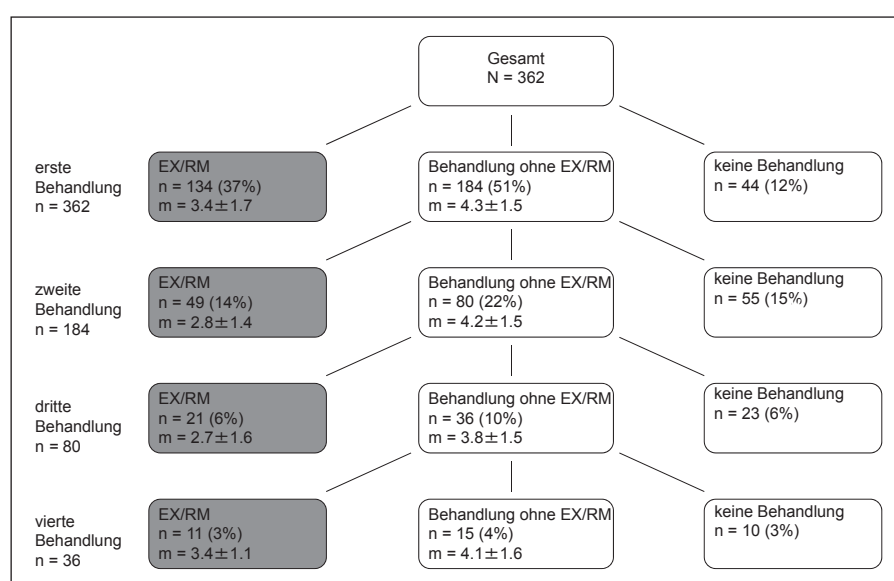 Gesamt
N = 362
erste
Behandlung
n = 362
EX/RM
n = 134 (37%)
m = 3.4±1.7
Behandlung ohne EX/RM
n = 184 (51%)
m = 4.3±1.5
keine Behandlung
n = 44 (12%)
zweite
Behandlung
n = 184
EX/RM
n = 49 (14%)
m = 2.8±1.4
Behandlung ohne EX/RM
n = 80 (22%)
m = 4.2±1.5
keine Behandlung
n = 55 (15%)
dritte
Behandlung
n = 80
EX/RM
n = 21 (6%)
m = 2.7±1.6
Behandlung ohne EX/RM
n = 36 (10%)
m = 3.8±1.5
keine Behandlung
n = 23 (6%)
vierte
Behandlung
n = 36
EX/RM
n = 11 (3%)
m = 3.4±1.1
Behandlung ohne EX/RM
n = 15 (4%)
m = 4.1±1.6
keine Behandlung
n = 10 (3%)